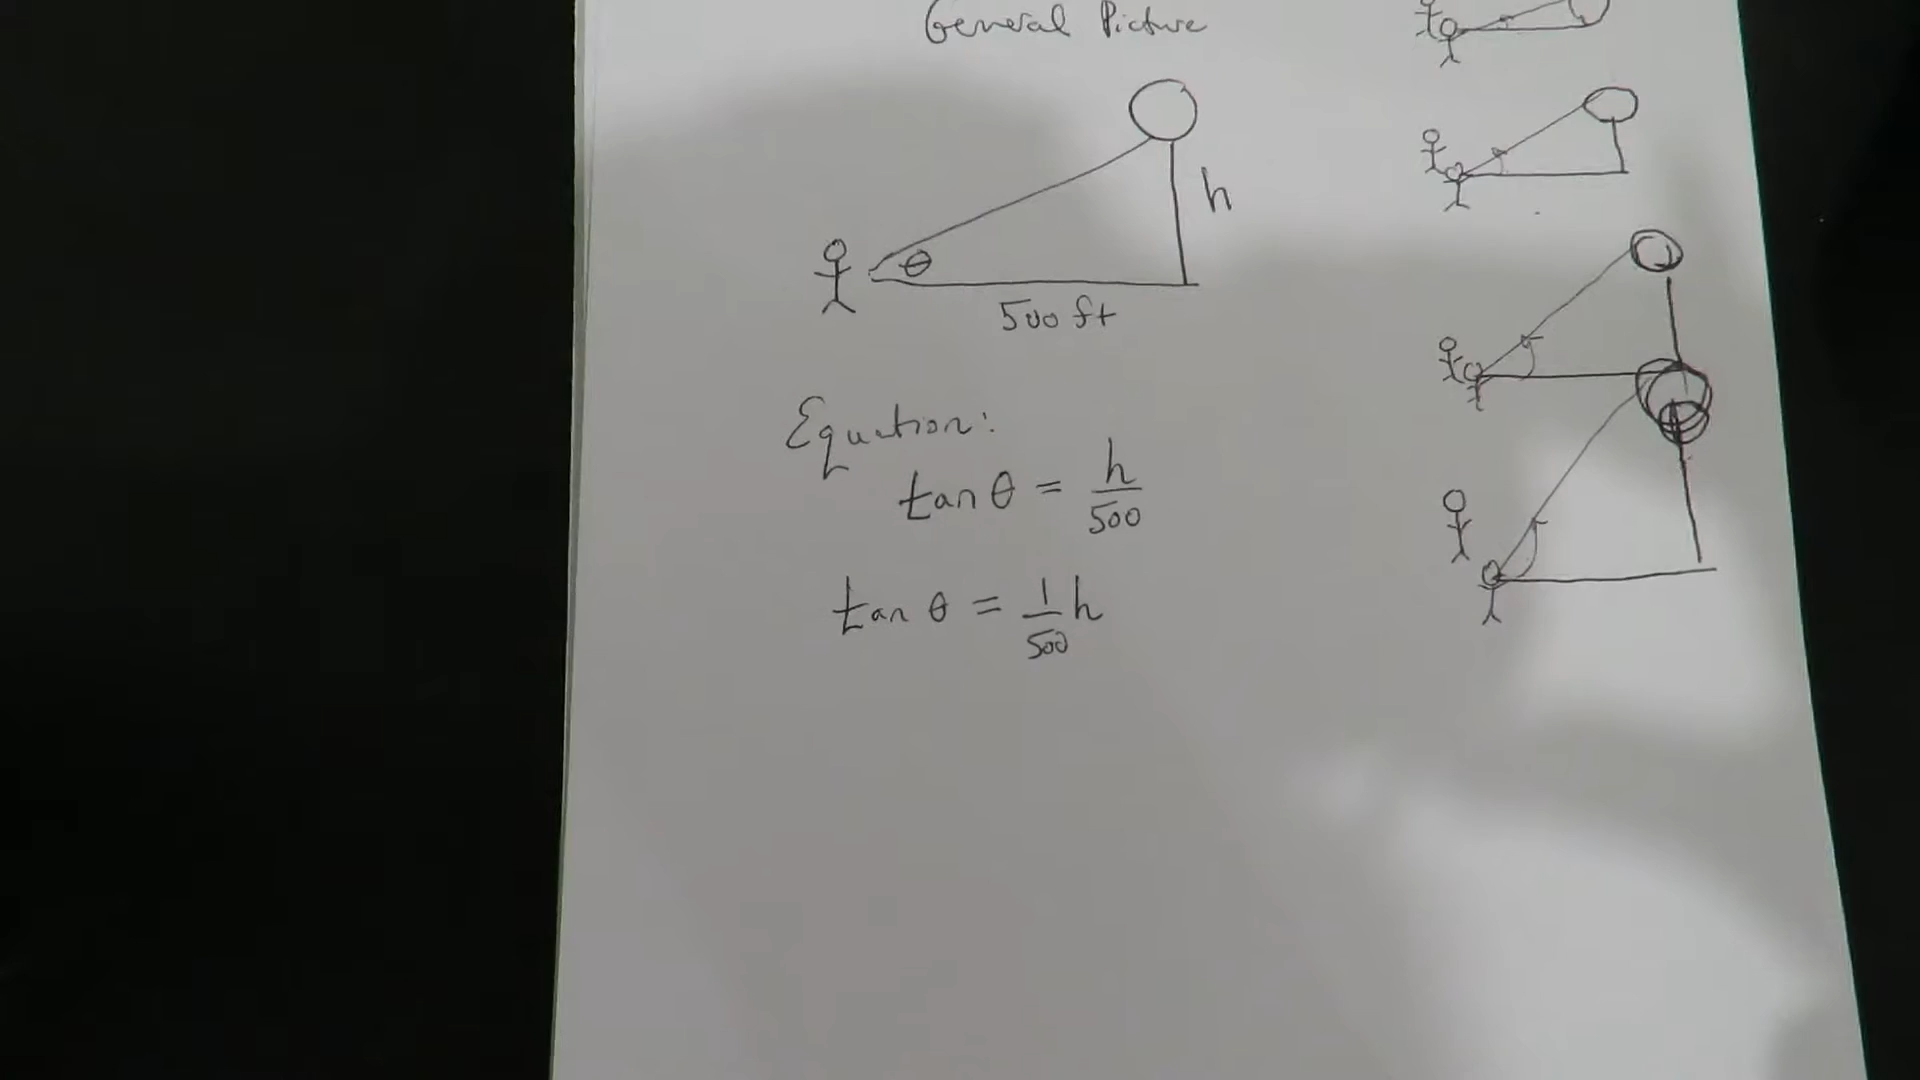 General Picture
h
θ
500 ft
Equation:
tan θ = h/500
tan θ = 1/500 h